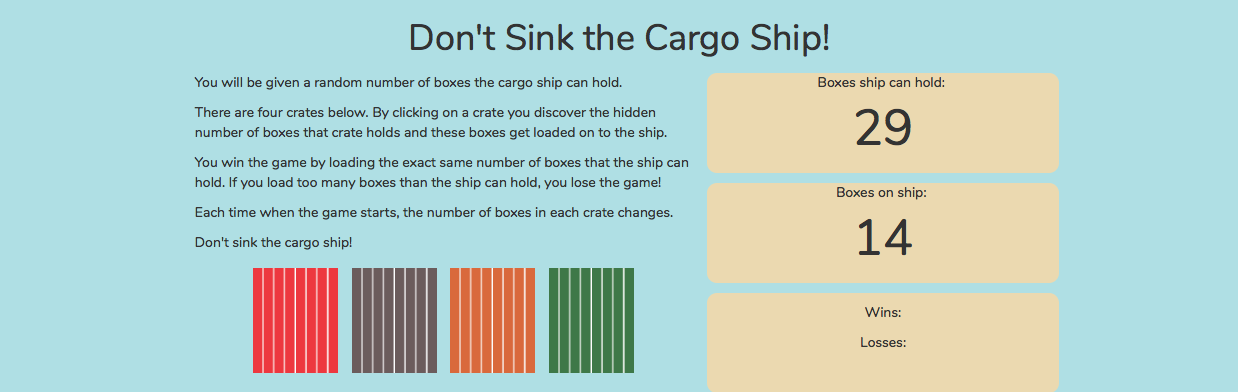 Don't Sink the Cargo Ship!
You will be given a random number of boxes the cargo ship can hold.
There are four crates below. By clicking on a crate you discover the hidden
number of boxes that crate holds and these boxes get loaded on to the ship.
You win the game by loading the exact same number of boxes that the ship can
hold. If you load too many boxes than the ship can hold, you lose the game!
Each time when the game starts, the number of boxes in each crate changes.
Don't sink the cargo ship!
Boxes ship can hold:
29
Boxes on ship:
14
Wins:
Losses: